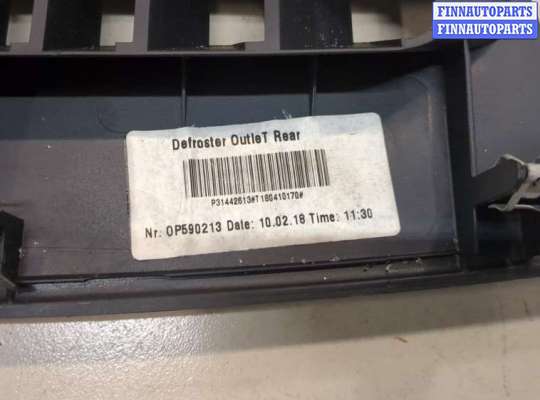 FINNAUTOPARTS
FINNAUTOPARTS
Defroster OutleT Rear
P31442613#T180410170#
Nr: OP590213 Date: 10.02.18 Time: 11:30